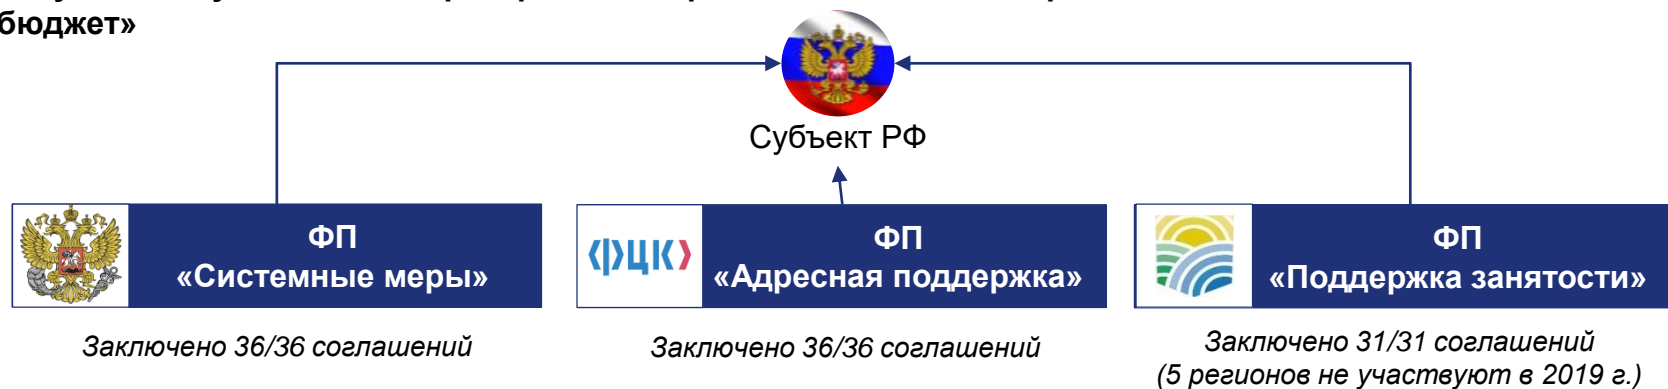 бюджет»
Субъект РФ
ФП
«Системные меры»
ФЦК
ФП
«Адресная поддержка»
ФП
«Поддержка занятости»
Заключено 36/36 соглашений
Заключено 36/36 соглашений
Заключено 31/31 соглашений
(5 регионов не участвуют в 2019 г.)